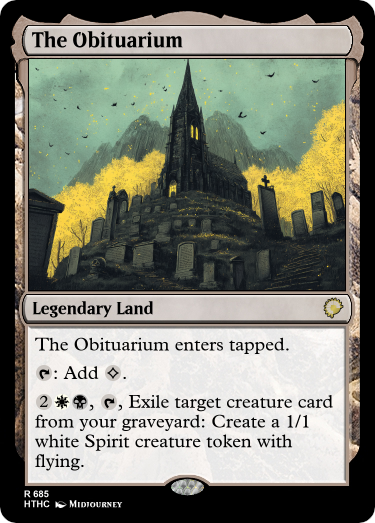 The Obituarium
Legendary Land
The Obituarium enters tapped.
: Add .
2, , Exile target creature card
from your graveyard: Create a 1/1
white Spirit creature token with
flying.
R 685
HTHC Midjourney